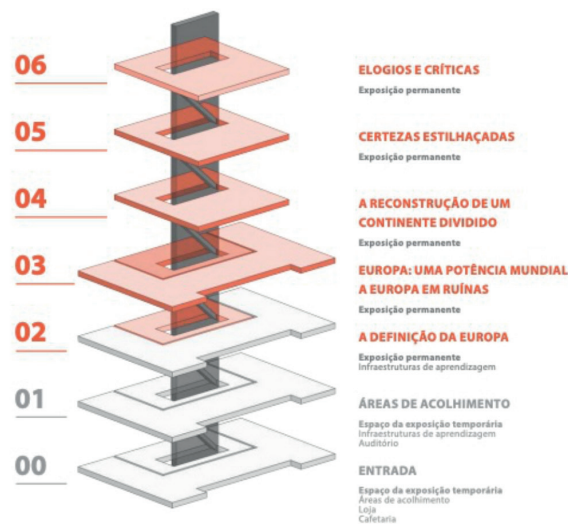 06
ELOGIOS E CRÍTICAS
Exposição permanente
05
CERTEZAS ESTILHAÇADAS
Exposição permanente
04
A RECONSTRUÇÃO DE UM
CONTINENTE DIVIDIDO
Exposição permanente
03
EUROPA: UMA POTÊNCIA MUNDIAL
A EUROPA EM RUÍNAS
Exposição permanente
02
A DEFINIÇÃO DA EUROPA
Exposição permanente
Infraestruturas de aprendizagem
01
ÁREAS DE ACOLHIMENTO
Espaço da exposição temporária
Infraestruturas de aprendizagem
Auditório
00
ENTRADA
Espaço da exposição temporária
Áreas de acolhimento
Loja
Cafetaria